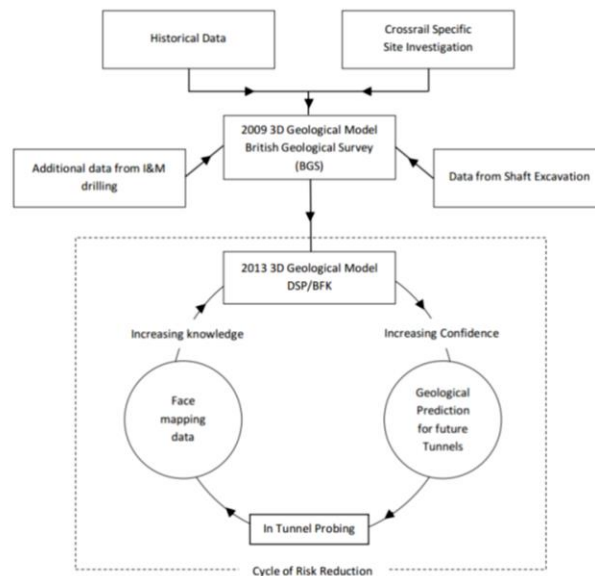 Historical Data
Crossrail Specific
Site Investigation
2009 3D Geological Model
British Geological Survey
(BGS)
Additional data from I&M
drilling
Data from Shaft Excavation
2013 3D Geological Model
DSP/BFK
Increasing knowledge
Increasing Confidence
Face
mapping
data
Geological
Prediction
for future
Tunnels
In Tunnel Probing
Cycle of Risk Reduction